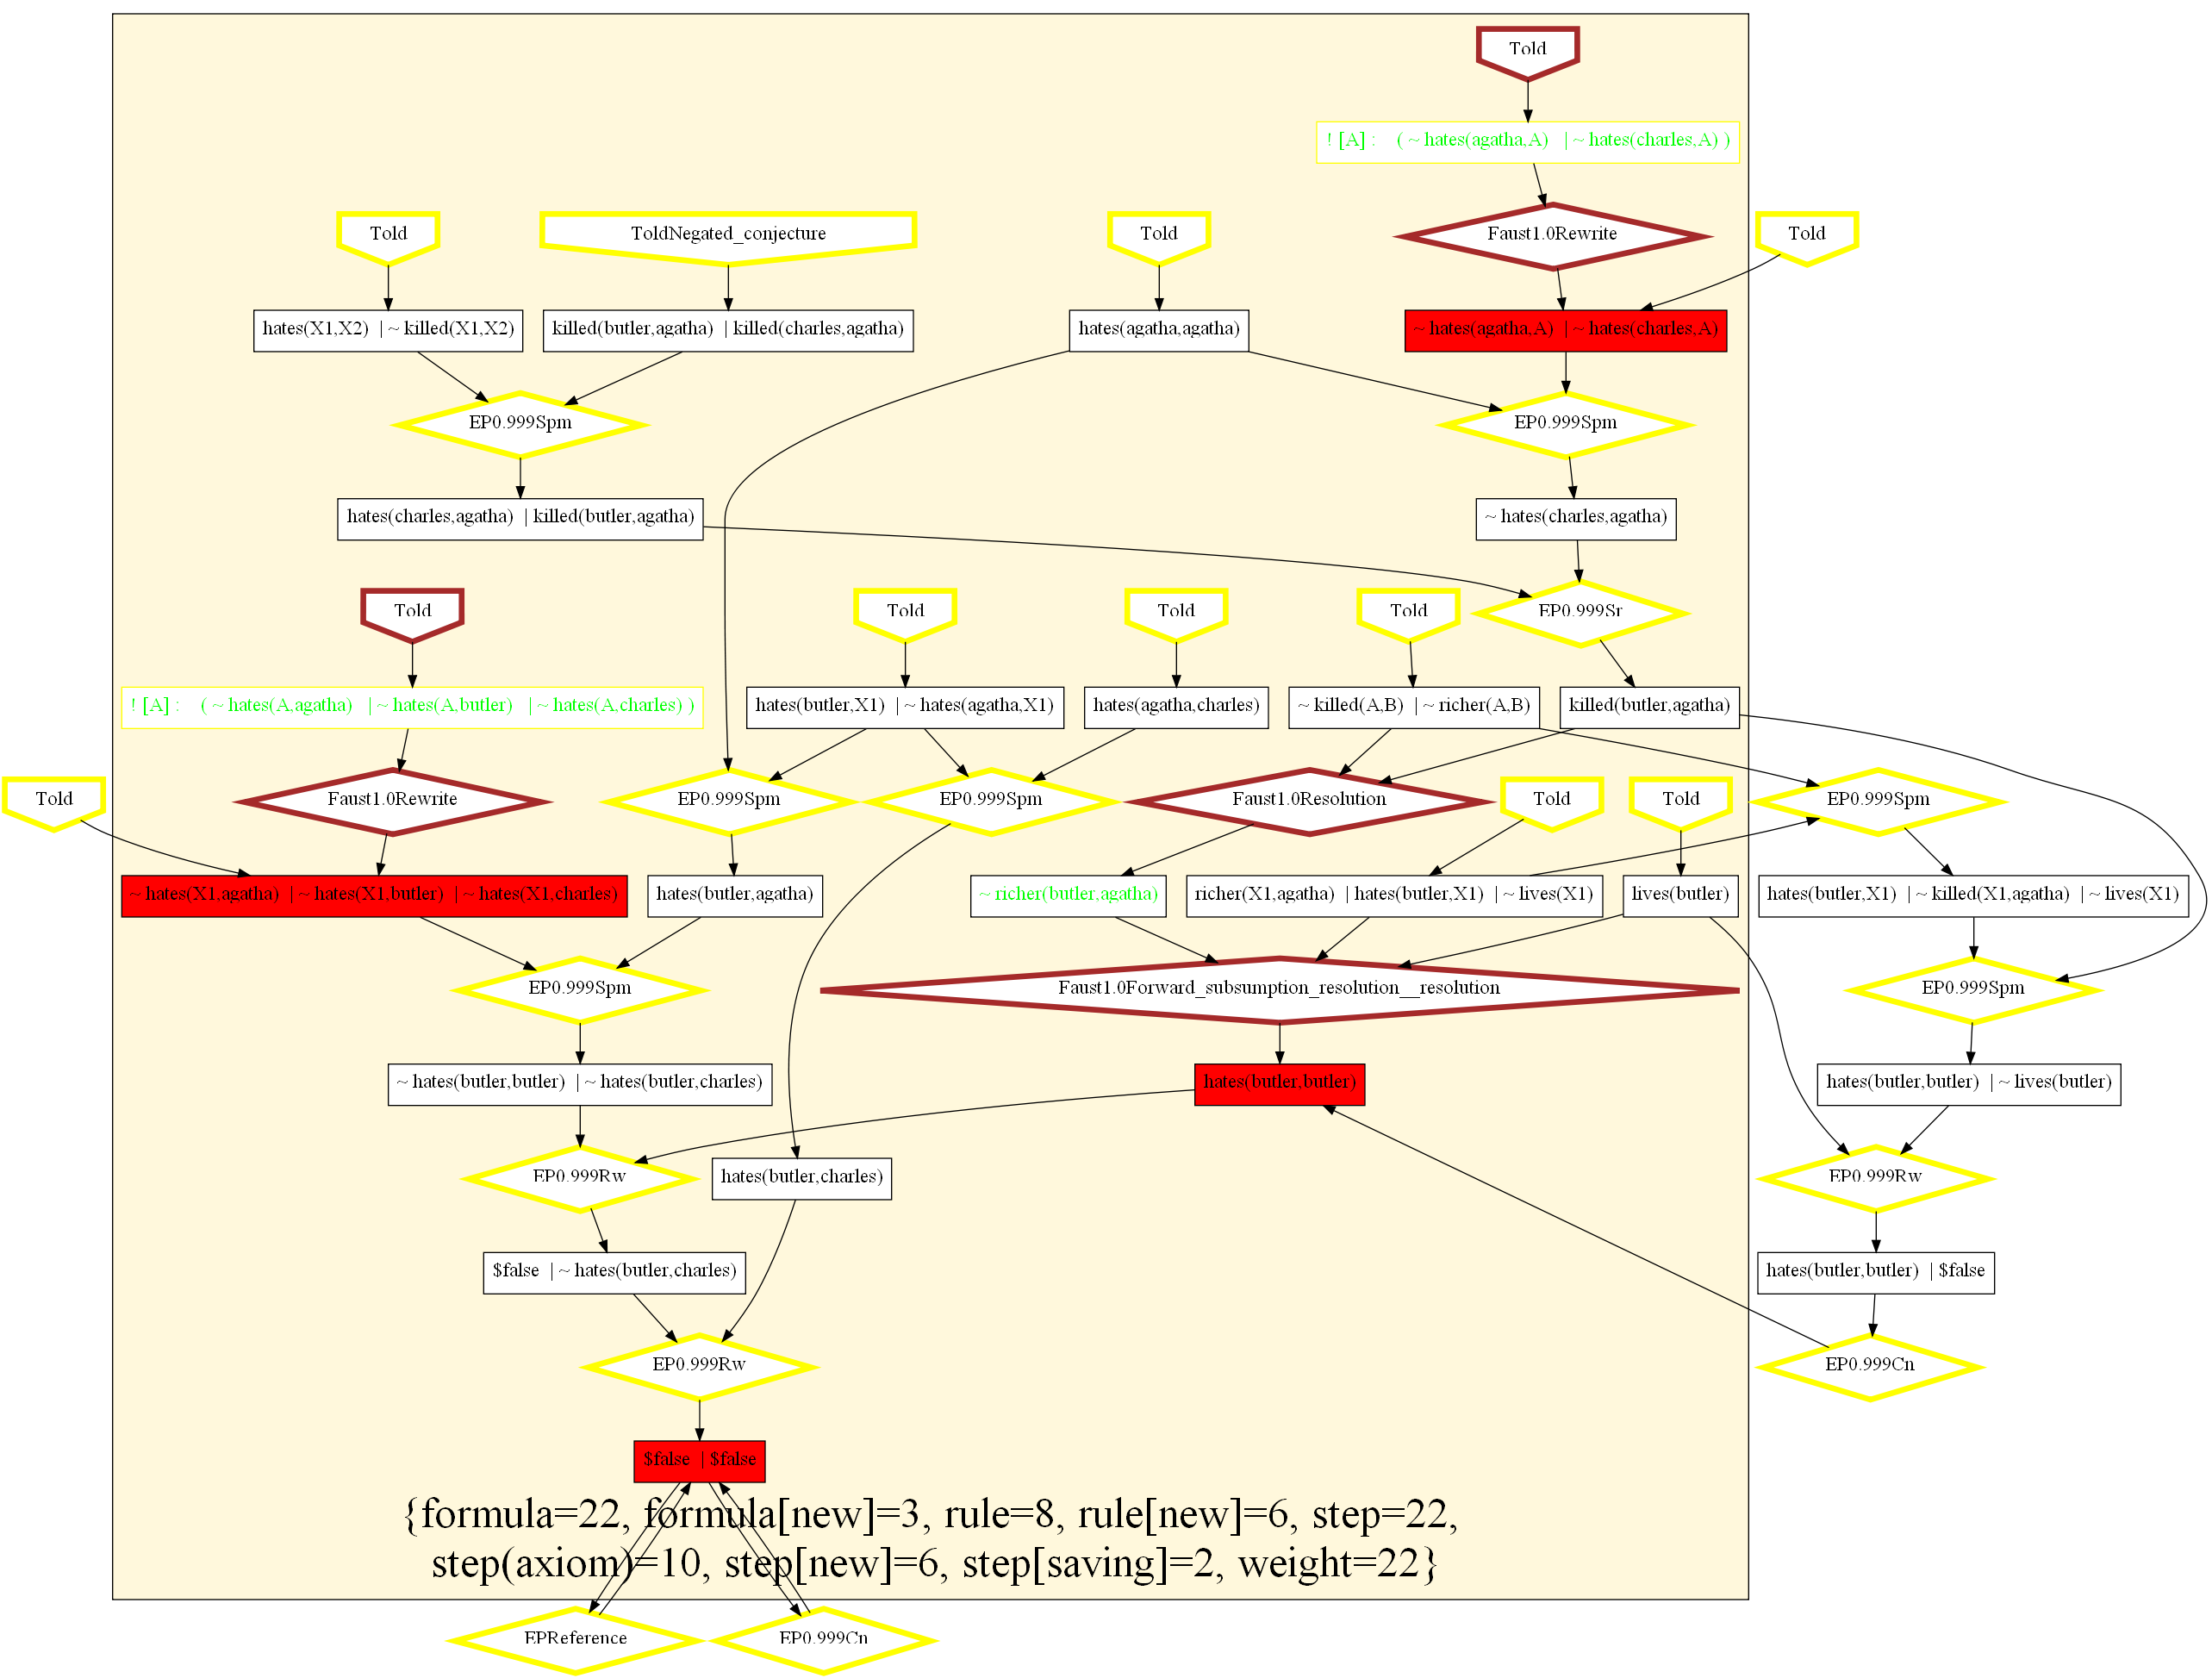 Told
! [A] : ( ~ hates(agatha,A) | ~ hates(charles,A) )
Told
ToldNegated_conjecture
Told
Faust1.0Rewrite
Told
hates(X1,X2) | ~ killed(X1,X2)
killed(butler,agatha) | killed(charles,agatha)
hates(agatha,agatha)
~ hates(agatha,A) | ~ hates(charles,A)
EP0.999Spm
EP0.999Spm
hates(charles,agatha) | killed(butler,agatha)
~ hates(charles,agatha)
Told
Told
Told
Told
EP0.999Sr
! [A] : ( ~ hates(A,agatha) | ~ hates(A,butler) | ~ hates(A,charles) )
hates(butler,X1) | ~ hates(agatha,X1)
hates(agatha,charles)
~ killed(A,B) | ~ richer(A,B)
killed(butler,agatha)
Told
Faust1.0Rewrite
EP0.999Spm
EP0.999Spm
Faust1.0Resolution
Told
Told
EP0.999Spm
~ hates(X1,agatha) | ~ hates(X1,butler) | ~ hates(X1,charles)
hates(butler,agatha)
~ richer(butler,agatha)
richer(X1,agatha) | hates(butler,X1) | ~ lives(X1)
lives(butler)
hates(butler,X1) | ~ killed(X1,agatha) | ~ lives(X1)
EP0.999Spm
Faust1.0Forward_subsumption_resolution__resolution
EP0.999Spm
~ hates(butler,butler) | ~ hates(butler,charles)
hates(butler,butler)
hates(butler,butler) | ~ lives(butler)
EP0.999Rw
hates(butler,charles)
EP0.999Rw
$false | ~ hates(butler,charles)
hates(butler,butler) | $false
EP0.999Rw
EP0.999Cn
$false | $false
{formula=22, formula[new]=3, rule=8, rule[new]=6, step=22,
step(axiom)=10, step[new]=6, step[saving]=2, weight=22}
EPReference
EP0.999Cn